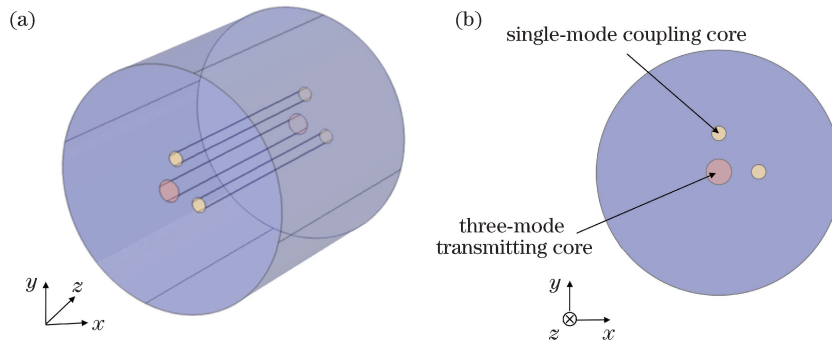 (a)
(b)
single-mode coupling core
three-mode
transmitting core
y
z
x
y
z
x